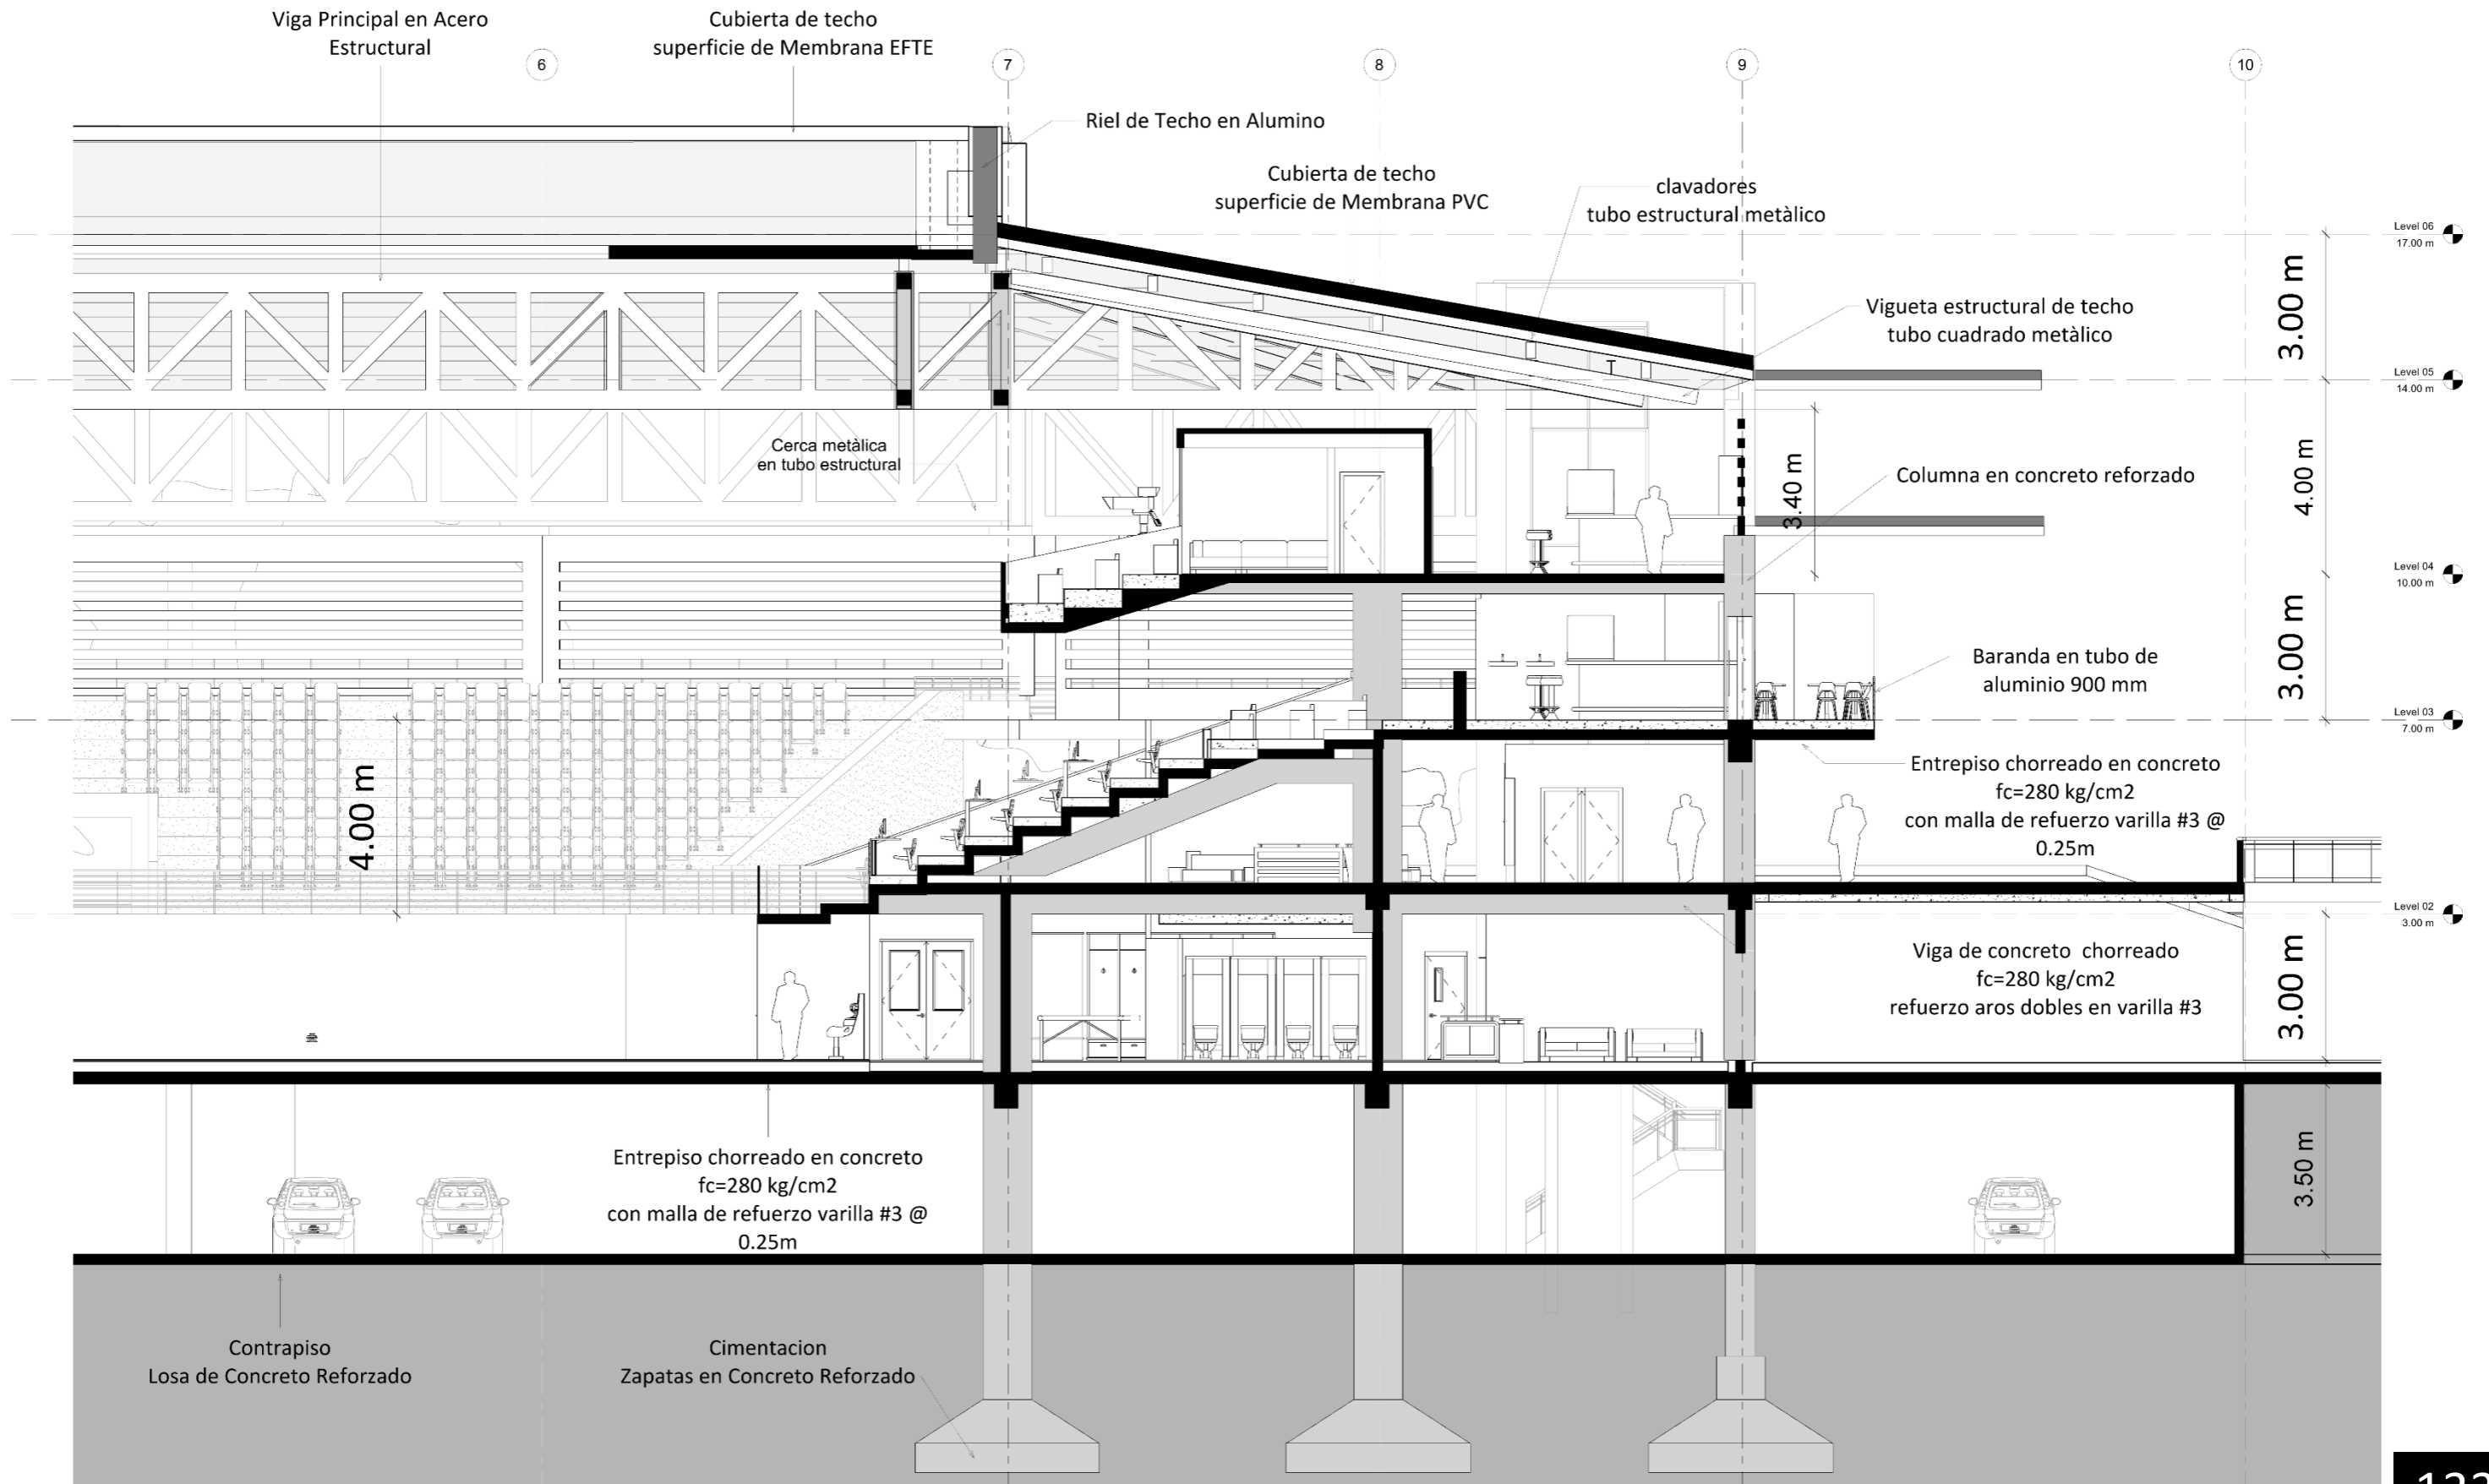 Viga Principal en Acero
Estructural
Cubierta de techo
superficie de Membrana EFTE
6
7
8
9
10
Riel de Techo en Alumino
Cubierta de techo
superficie de Membrana PVC
clavadores
tubo estructural metàlico
Level 06
17.00 m
3.00 m
Vigueta estructural de techo
tubo cuadrado metàlico
Level 05
14.00 m
Cerca metàlica
en tubo estructural
3.40 m
4.00 m
Columna en concreto reforzado
Level 04
10.00 m
3.00 m
Baranda en tubo de
aluminio 900 mm
Level 03
7.00 m
4.00 m
Entrepiso chorreado en concreto
fc=280 kg/cm2
con malla de refuerzo varilla #3 @
0.25m
Level 02
3.00 m
Viga de concreto  chorreado
fc=280 kg/cm2
refuerzo aros dobles en varilla #3
3.00 m
Entrepiso chorreado en concreto
fc=280 kg/cm2
con malla de refuerzo varilla #3 @
0.25m
3.50 m
Contrapiso
Losa de Concreto Reforzado
Cimentacion
Zapatas en Concreto Reforzado